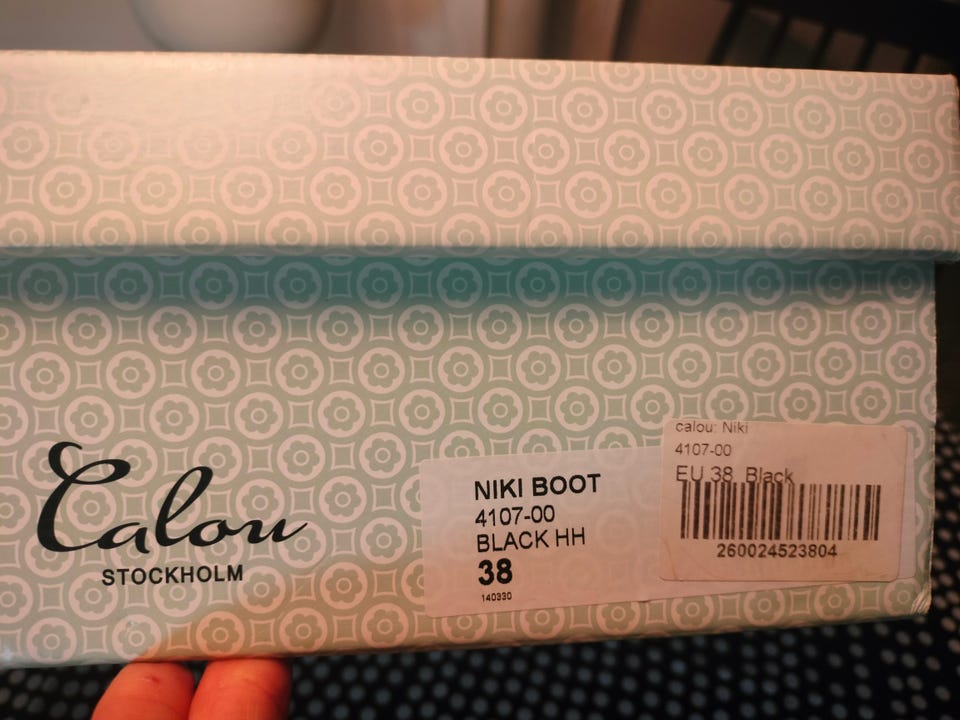 Calou
STOCKHOLM
NIKI BOOT
4107-00
BLACK HH
38
140330
calou: Niki
4107-00
EU 38 Black
260024523804